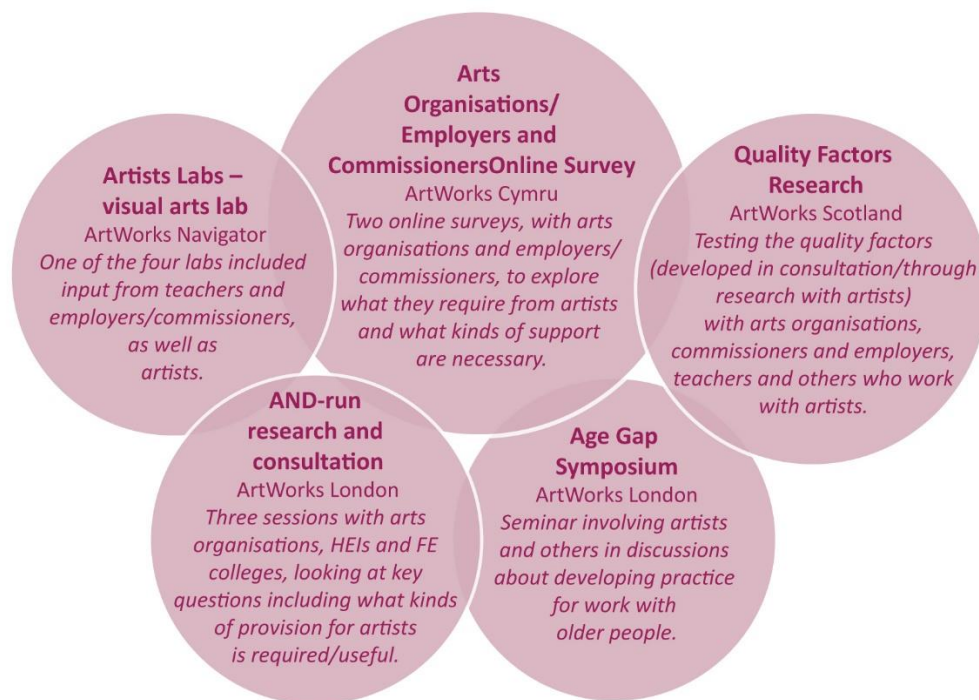 Arts
Organisations/
Employers and
CommissionersOnline Survey
ArtWorks Cymru
Two online surveys, with arts
organisations and employers/
commissioners, to explore
what they require from artists
and what kinds of support
are necessary.
Artists Labs –
visual arts lab
ArtWorks Navigator
One of the four labs included
input from teachers and
employers/commissioners,
as well as
artists.
Quality Factors
Research
ArtWorks Scotland
Testing the quality factors
(developed in consultation/through
research with artists)
with arts organisations,
commissioners and employers,
teachers and others who work
with artists.
AND-run
research and
consultation
ArtWorks London
Three sessions with arts
organisations, HEIs and FE
colleges, looking at key
questions including what kinds
of provision for artists
is required/useful.
Age Gap
Symposium
ArtWorks London
Seminar involving artists
and others in discussions
about developing practice
for work with
older people.